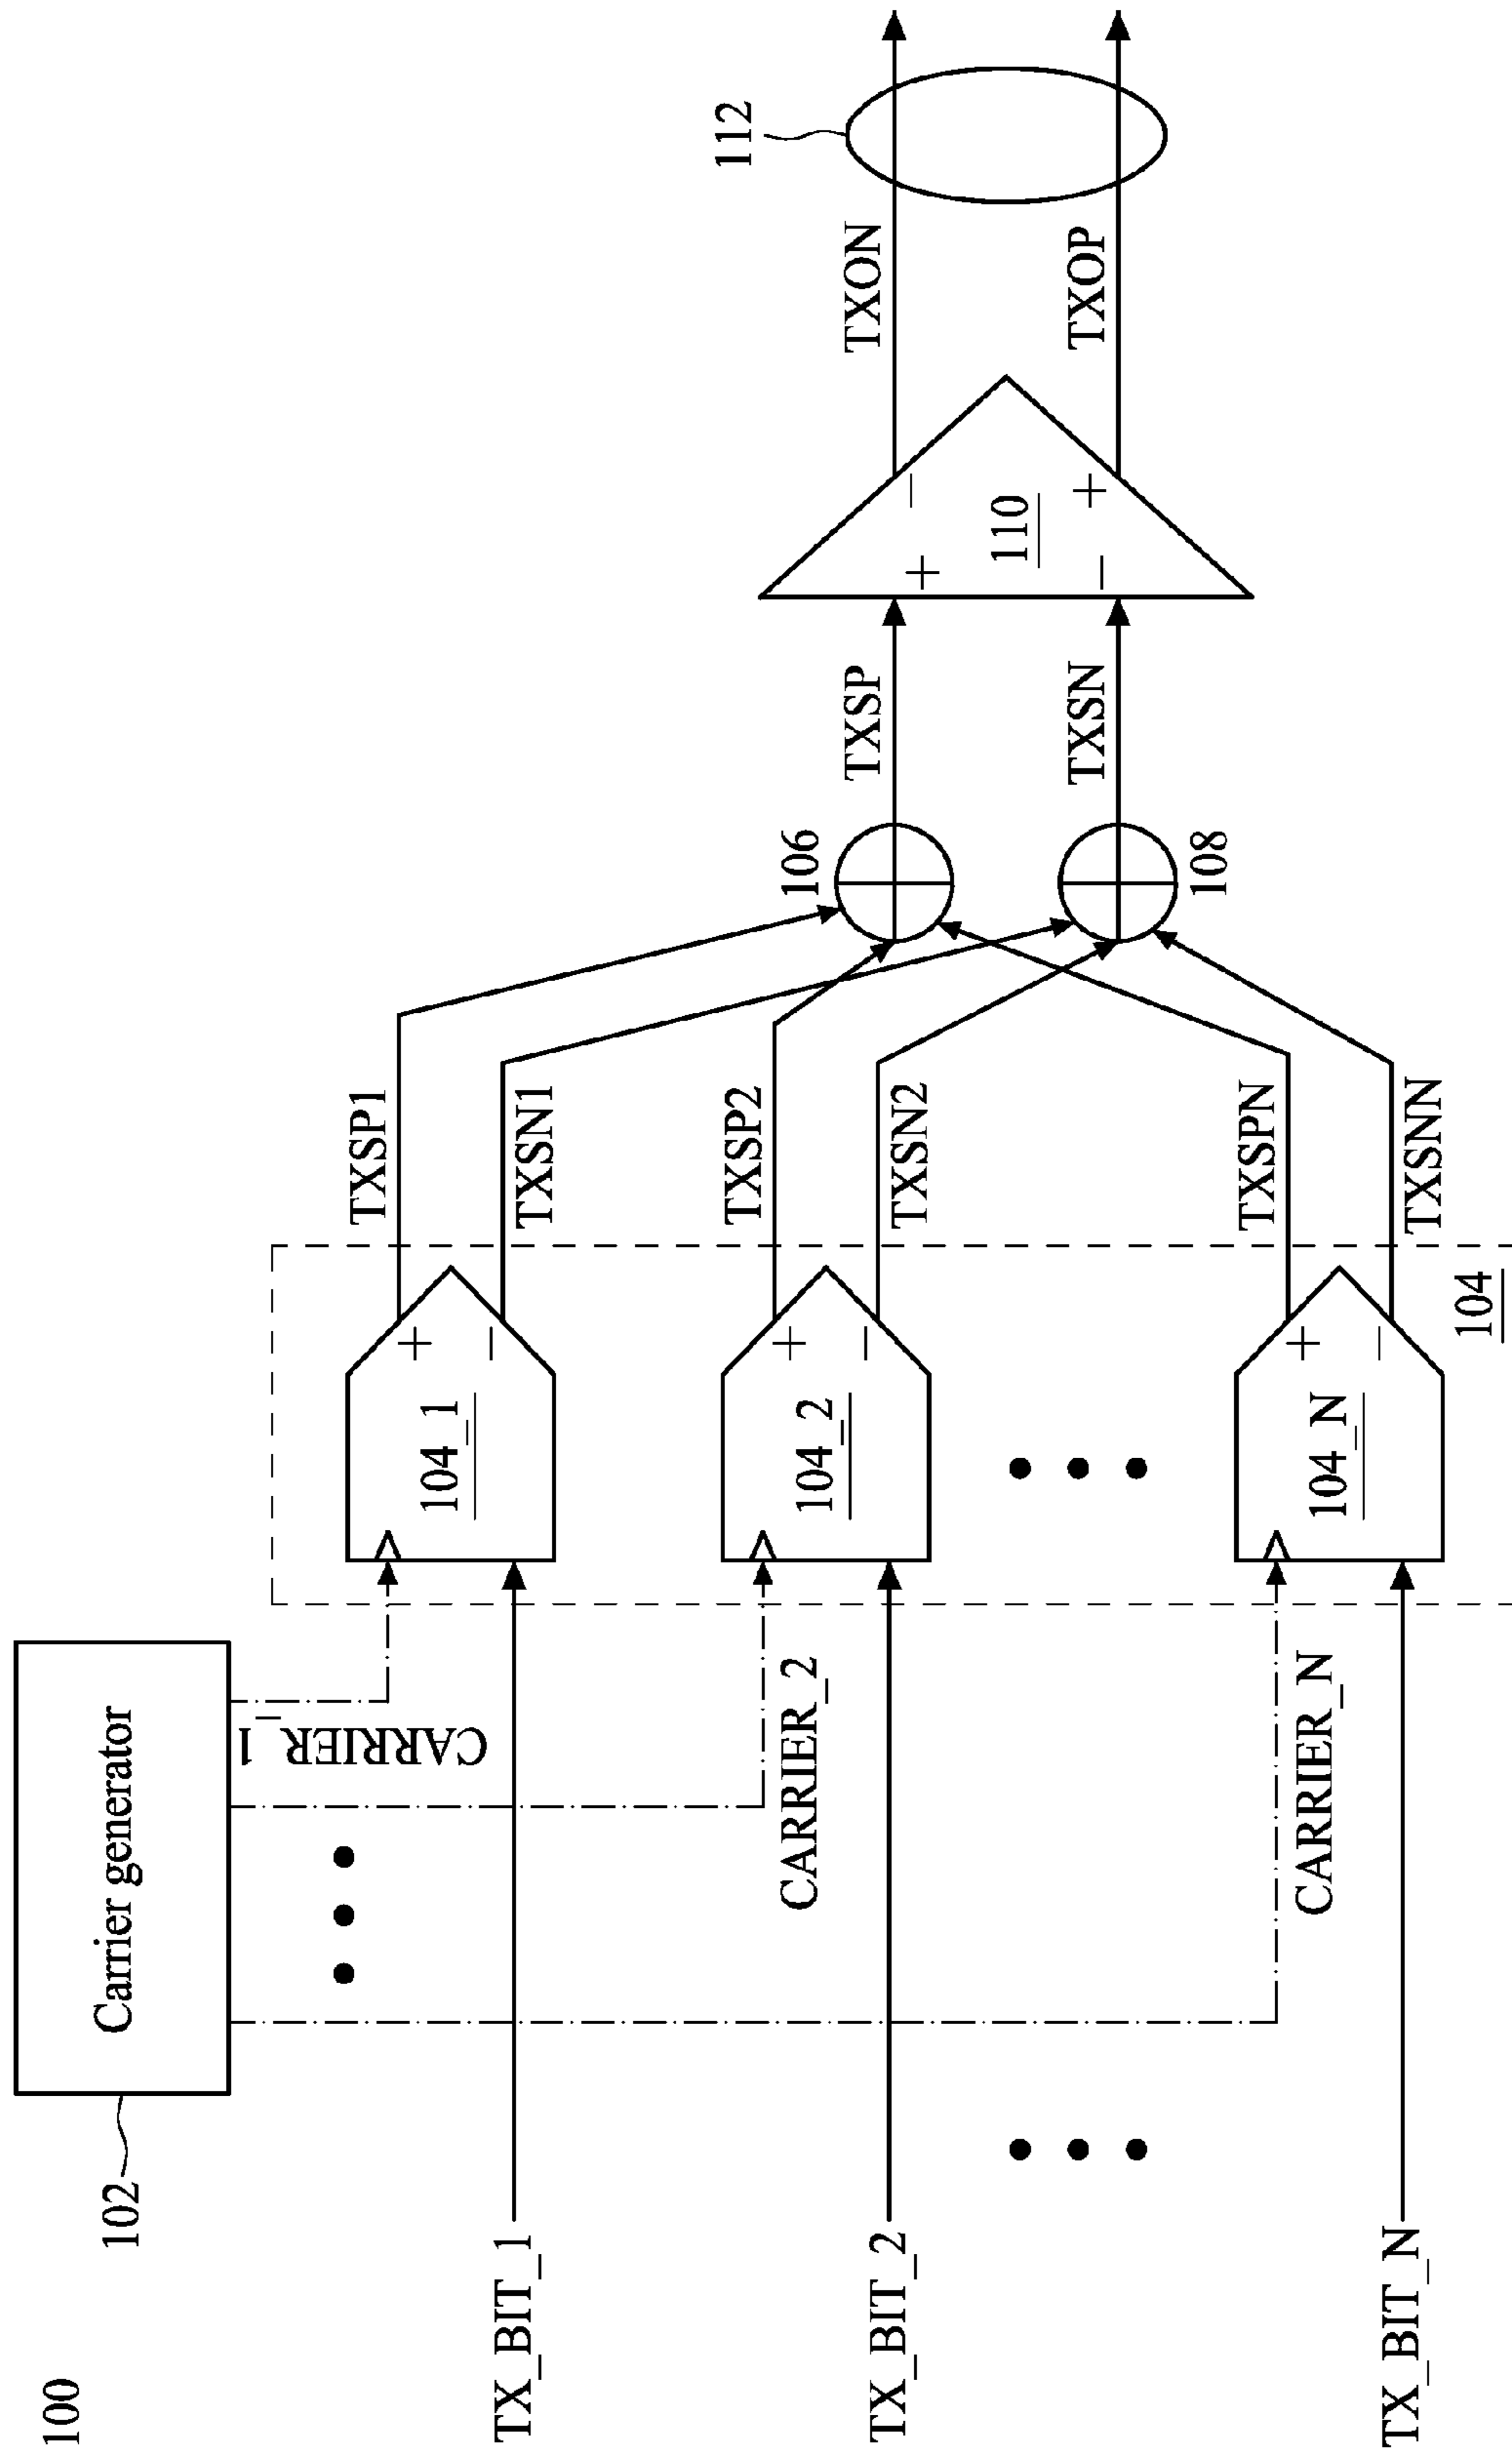 100
102
Carrier generator
CARRIER_1
CARRIER_2
CARRIER_N
TX_BIT_1
TX_BIT_2
TX_BIT_N
104_1
+
−
104_2
+
−
104_N
+
−
104
TXSP1
TXSN1
TXSP2
TXSN2
TXSPN
TXSNN
106
108
TXSP
TXSN
+
−
110
−
+
TXON
TXOP
112